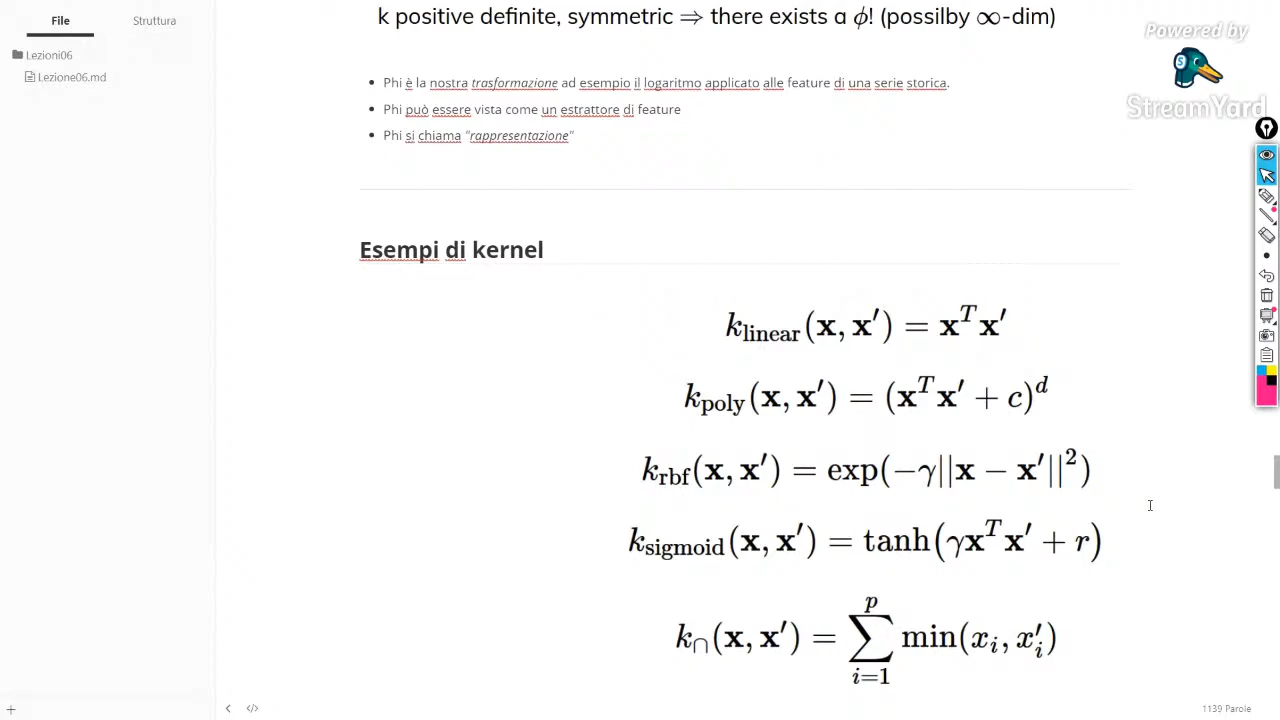 File Struttura
Lezioni06
Lezione06.md
k positive definite, symmetric ⇒ there exists a ϕ! (possilby ∞-dim)
Powered by
StreamYard
Phi è la nostra trasformazione ad esempio il logaritmo applicato alle feature di una serie storica.
Phi può essere vista come un estrattore di feature
Phi si chiama "rappresentazione"
Esempi di kernel
k_linear(x, x′) = x^T x′
k_poly(x, x′) = (x^T x′ + c)^d
k_rbf(x, x′) = exp(−γ||x − x′||^2)
k_sigmoid(x, x′) = tanh(γx^T x′ + r)
k_∩(x, x′) = ∑_{i=1}^{p} min(x_i, x′_i)
1139 Parole